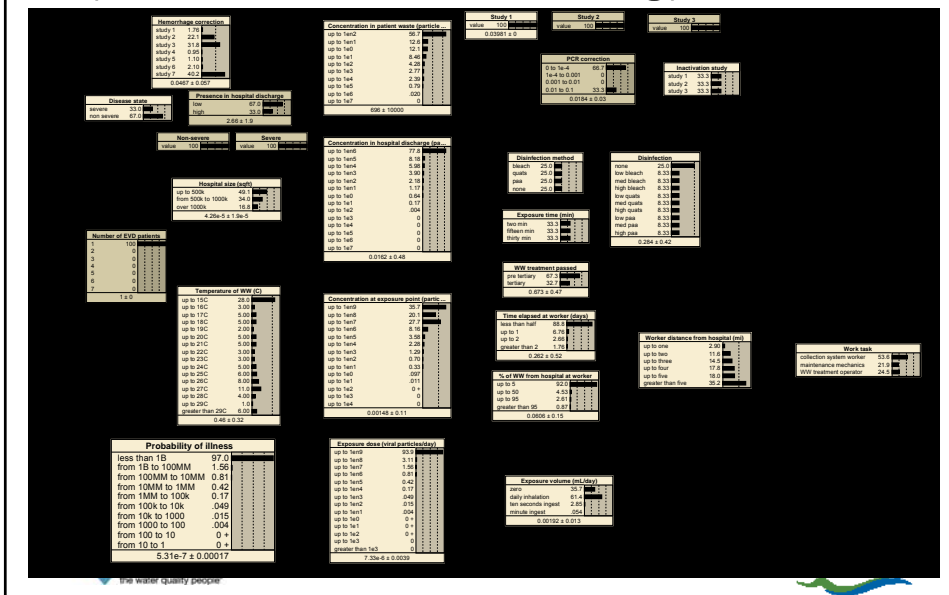 Hemorrhage correction
study 1 1.76
study 2 22.1
study 3 31.8
study 4 0.95
study 5 1.10
study 6 2.10
study 7 40.2
0.0467 ± 0.057
Concentration in patient waste (particle ...
up to 1en2 56.7
up to 1en1 12.6
up to 1e0 12.1
up to 1e1 8.46
up to 1e2 4.28
up to 1e3 2.77
up to 1e4 2.39
up to 1e5 0.79
up to 1e6 .020
up to 1e7 0
696 ± 10000
Study 1
value 100
0.03981 ± 0
Study 2
value 100
Study 3
value 100
PCR correction
0 to 1e-4 66.7
1e-4 to 0.001 0
0.001 to 0.01 0
0.01 to 0.1 33.3
0.0184 ± 0.03
Inactivation study
study 1 33.3
study 2 33.3
study 3 33.3
Disease state
severe 33.0
non severe 67.0
Presence in hospital discharge
low 67.0
high 33.0
2.66 ± 1.9
Non-severe
value 100
Severe
value 100
Concentration in hospital discharge (pa...
up to 1en6 77.8
up to 1en5 8.18
up to 1en4 5.98
up to 1en3 3.90
up to 1en2 2.18
up to 1en1 1.17
up to 1e0 0.64
up to 1e1 0.17
up to 1e2 .004
up to 1e3 0
up to 1e4 0
up to 1e5 0
up to 1e6 0
up to 1e7 0
0.0162 ± 0.48
Disinfection method
bleach 25.0
quats 25.0
paa 25.0
none 25.0
Disinfection
none 25.0
low bleach 8.33
med bleach 8.33
high bleach 8.33
low quats 8.33
med quats 8.33
high quats 8.33
low paa 8.33
med paa 8.33
high paa 8.33
0.284 ± 0.42
Hospital size (sqft)
up to 500k 49.1
from 500k to 1000k 34.0
over 1000k 16.8
4.26e-5 ± 1.9e-5
Exposure time (min)
two min 33.3
fifteen min 33.3
thirty min 33.3
Number of EVD patients
1 100
2 0
3 0
4 0
5 0
6 0
7 0
1 ± 0
WW treatment passed
pre tertiary 67.3
tertiary 32.7
0.673 ± 0.47
Temperature of WW (C)
up to 15C 28.0
up to 16C 3.00
up to 17C 5.00
up to 18C 5.00
up to 19C 2.00
up to 20C 5.00
up to 21C 5.00
up to 22C 3.00
up to 23C 3.00
up to 24C 5.00
up to 25C 6.00
up to 26C 8.00
up to 27C 11.0
up to 28C 4.00
up to 29C 1.0
greater than 29C 6.00
0.46 ± 0.32
Concentration at exposure point (partic ...
up to 1en9 35.7
up to 1en8 20.1
up to 1en7 27.7
up to 1en6 8.16
up to 1en5 3.58
up to 1en4 2.28
up to 1en3 1.29
up to 1en2 0.70
up to 1en1 0.33
up to 1e0 .097
up to 1e1 .011
up to 1e2 0 +
up to 1e3 0
up to 1e4 0
0.00148 ± 0.11
Time elapsed at worker (days)
less than half 88.8
up to 1 6.76
up to 2 2.66
greater than 2 1.76
0.262 ± 0.52
Worker distance from hospital (mi)
up to one 2.90
up to two 11.6
up to three 14.5
up to four 17.8
up to five 18.0
greater than five 35.2
Work task
collection system worker 53.6
maintenance mechanics 21.9
WW treatment operator 24.5
% of WW from hospital at worker
up to 5 92.0
up to 50 4.53
up to 95 2.61
greater than 95 0.87
0.0606 ± 0.15
Probability of illness
less than 1B 97.0
from 1B to 100MM 1.56
from 100MM to 10MM 0.81
from 10MM to 1MM 0.42
from 1MM to 100k 0.17
from 100k to 10k .049
from 10k to 1000 .015
from 1000 to 100 .004
from 100 to 10 0 +
from 10 to 1 0 +
5.31e-7 ± 0.00017
Exposure dose (viral particles/day)
up to 1en9 93.9
up to 1en8 3.11
up to 1en7 1.56
up to 1en6 0.81
up to 1en5 0.42
up to 1en4 0.17
up to 1en3 .049
up to 1en2 .015
up to 1en1 .004
up to 1e0 0 +
up to 1e1 0 +
up to 1e2 0 +
up to 1e3 0
greater than 1e3 0
7.33e-6 ± 0.0039
Exposure volume (mL/day)
zero 35.7
daily inhalation 61.4
ten seconds ingest 2.85
minute ingest .054
0.00192 ± 0.013
the water quality people